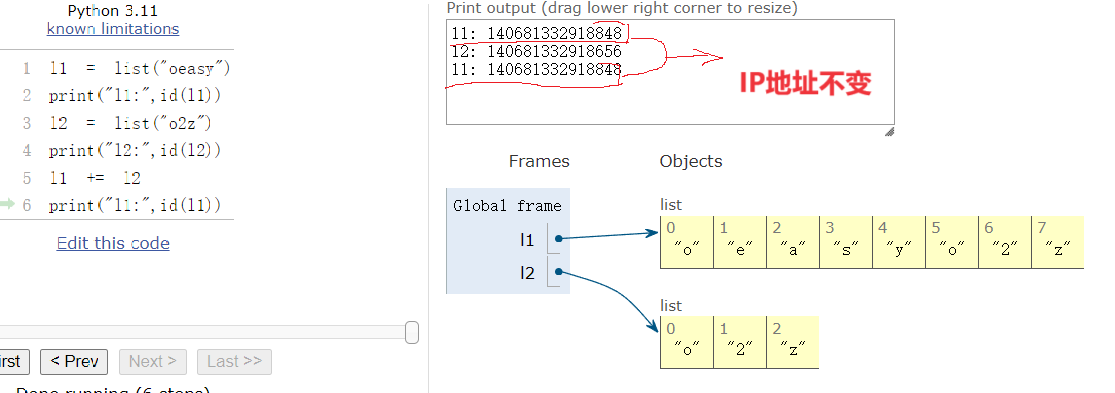 Python 3.11
known limitations
1 l1 = list("oeasy")
2 print("l1:",id(l1))
3 l2 = list("o2z")
4 print("l2:",id(l2))
5 l1 += l2
6 print("l1:",id(l1))
Edit this code
irst
< Prev
Next >
Last >>
Done running (6 steps)
Print output (drag lower right corner to resize)
l1: 140681332918848
l2: 140681332918656
l1: 140681332918848
IP地址不变
Frames
Objects
Global frame
l1
l2
list
0 1 2 3 4 5 6 7
"o" "e" "a" "s" "y" "o" "2" "z"
list
0 1 2
"o" "2" "z"